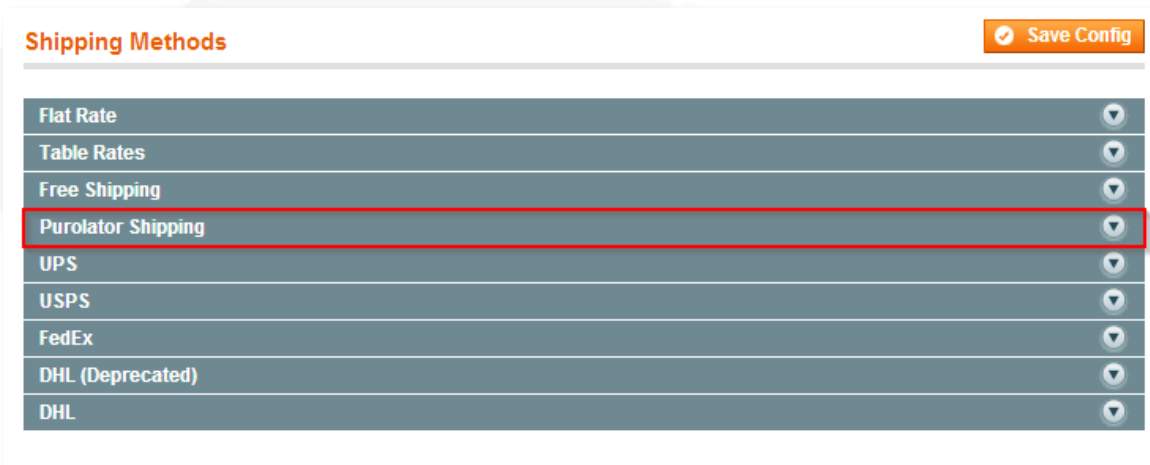 Shipping Methods
Save Config
Flat Rate
Table Rates
Free Shipping
Purolator Shipping
UPS
USPS
FedEx
DHL (Deprecated)
DHL